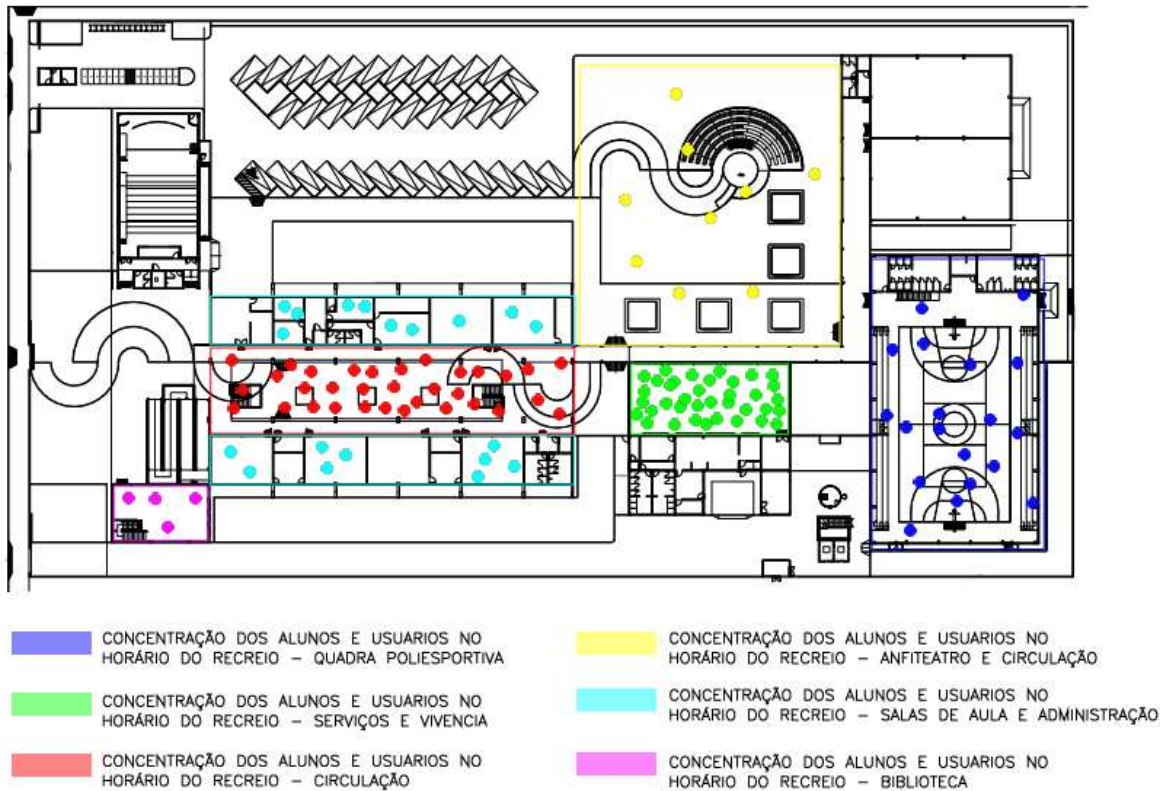 CONCENTRAÇÃO DOS ALUNOS E USUARIOS NO
HORÁRIO DO RECREIO – QUADRA POLIESPORTIVA
CONCENTRAÇÃO DOS ALUNOS E USUARIOS NO
HORÁRIO DO RECREIO – SERVIÇOS E VIVENCIA
CONCENTRAÇÃO DOS ALUNOS E USUARIOS NO
HORÁRIO DO RECREIO – CIRCULAÇÃO
CONCENTRAÇÃO DOS ALUNOS E USUARIOS NO
HORÁRIO DO RECREIO – ANFITEATRO E CIRCULAÇÃO
CONCENTRAÇÃO DOS ALUNOS E USUARIOS NO
HORÁRIO DO RECREIO – SALAS DE AULA E ADMINISTRAÇÃO
CONCENTRAÇÃO DOS ALUNOS E USUARIOS NO
HORÁRIO DO RECREIO – BIBLIOTECA